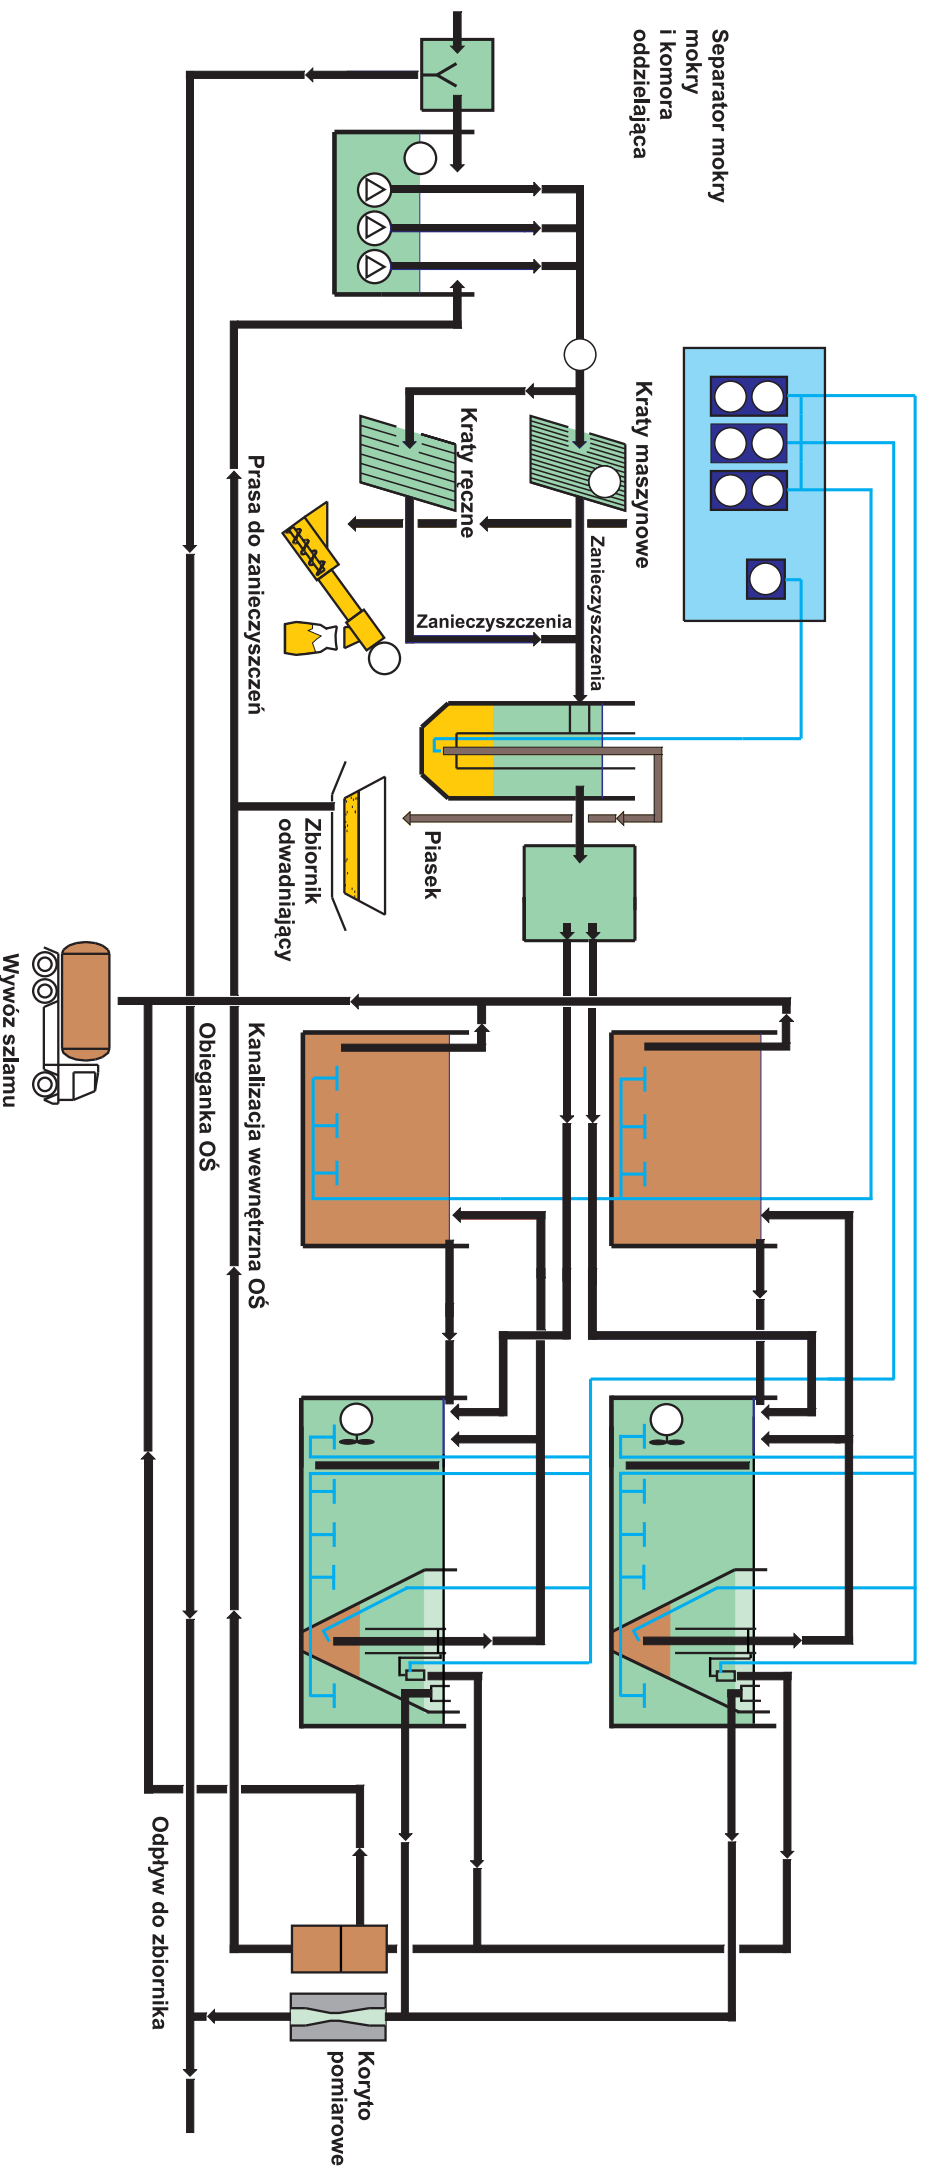 Separator mokry
mokry
i komora
oddzielająca
Kraty maszynowe
Kraty ręczne
Zanieczyszczenia
Zanieczyszczenia
Prasa do zanieczyszczeń
Piasek
Zbiornik
odwadniający
Wywóz szlamu
Obieganka OŚ
Kanalizacja wewnętrzna OŚ
Odpływ do zbiornika
Koryto
pomiarowe